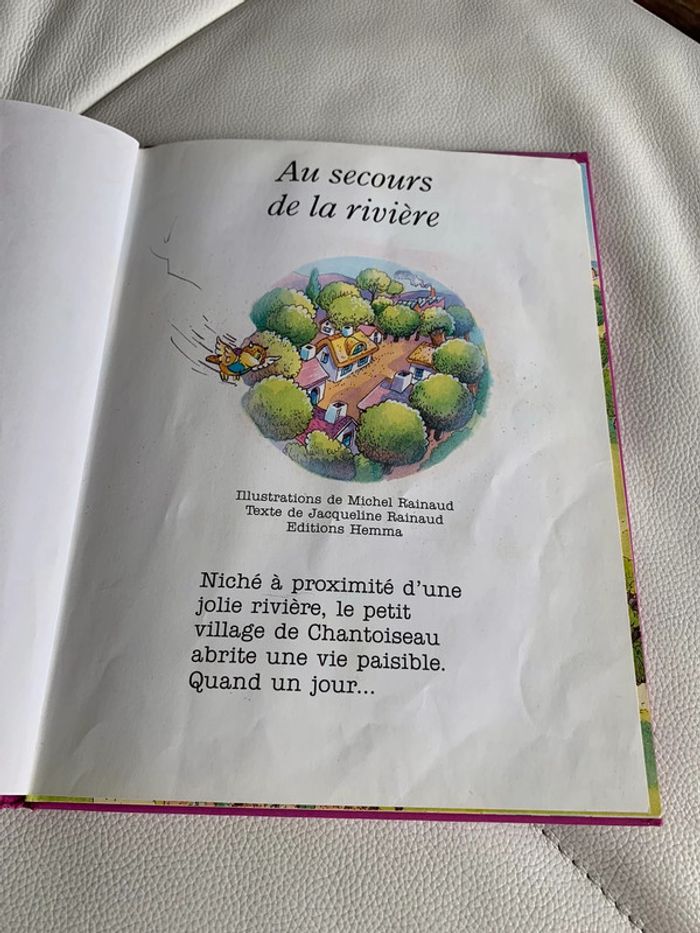 Au secours
de la rivière
Illustrations de Michel Rainaud
Texte de Jacqueline Rainaud
Editions Hemma
Niché à proximité d'une
jolie rivière, le petit
village de Chantoiseau
abrite une vie paisible.
Quand un jour...